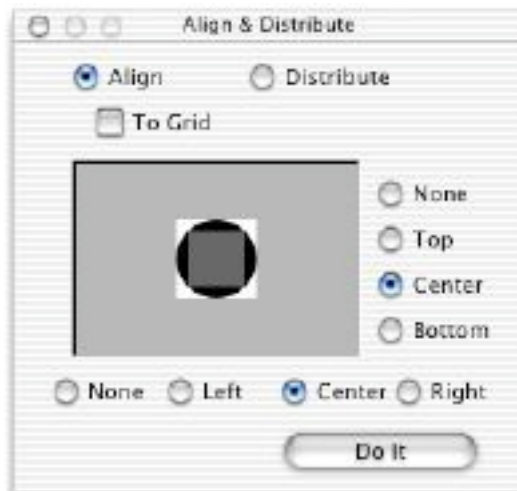 Align & Distribute
Align Distribute
To Grid
None
Top
Center
Bottom
None Left Center Right
Do It